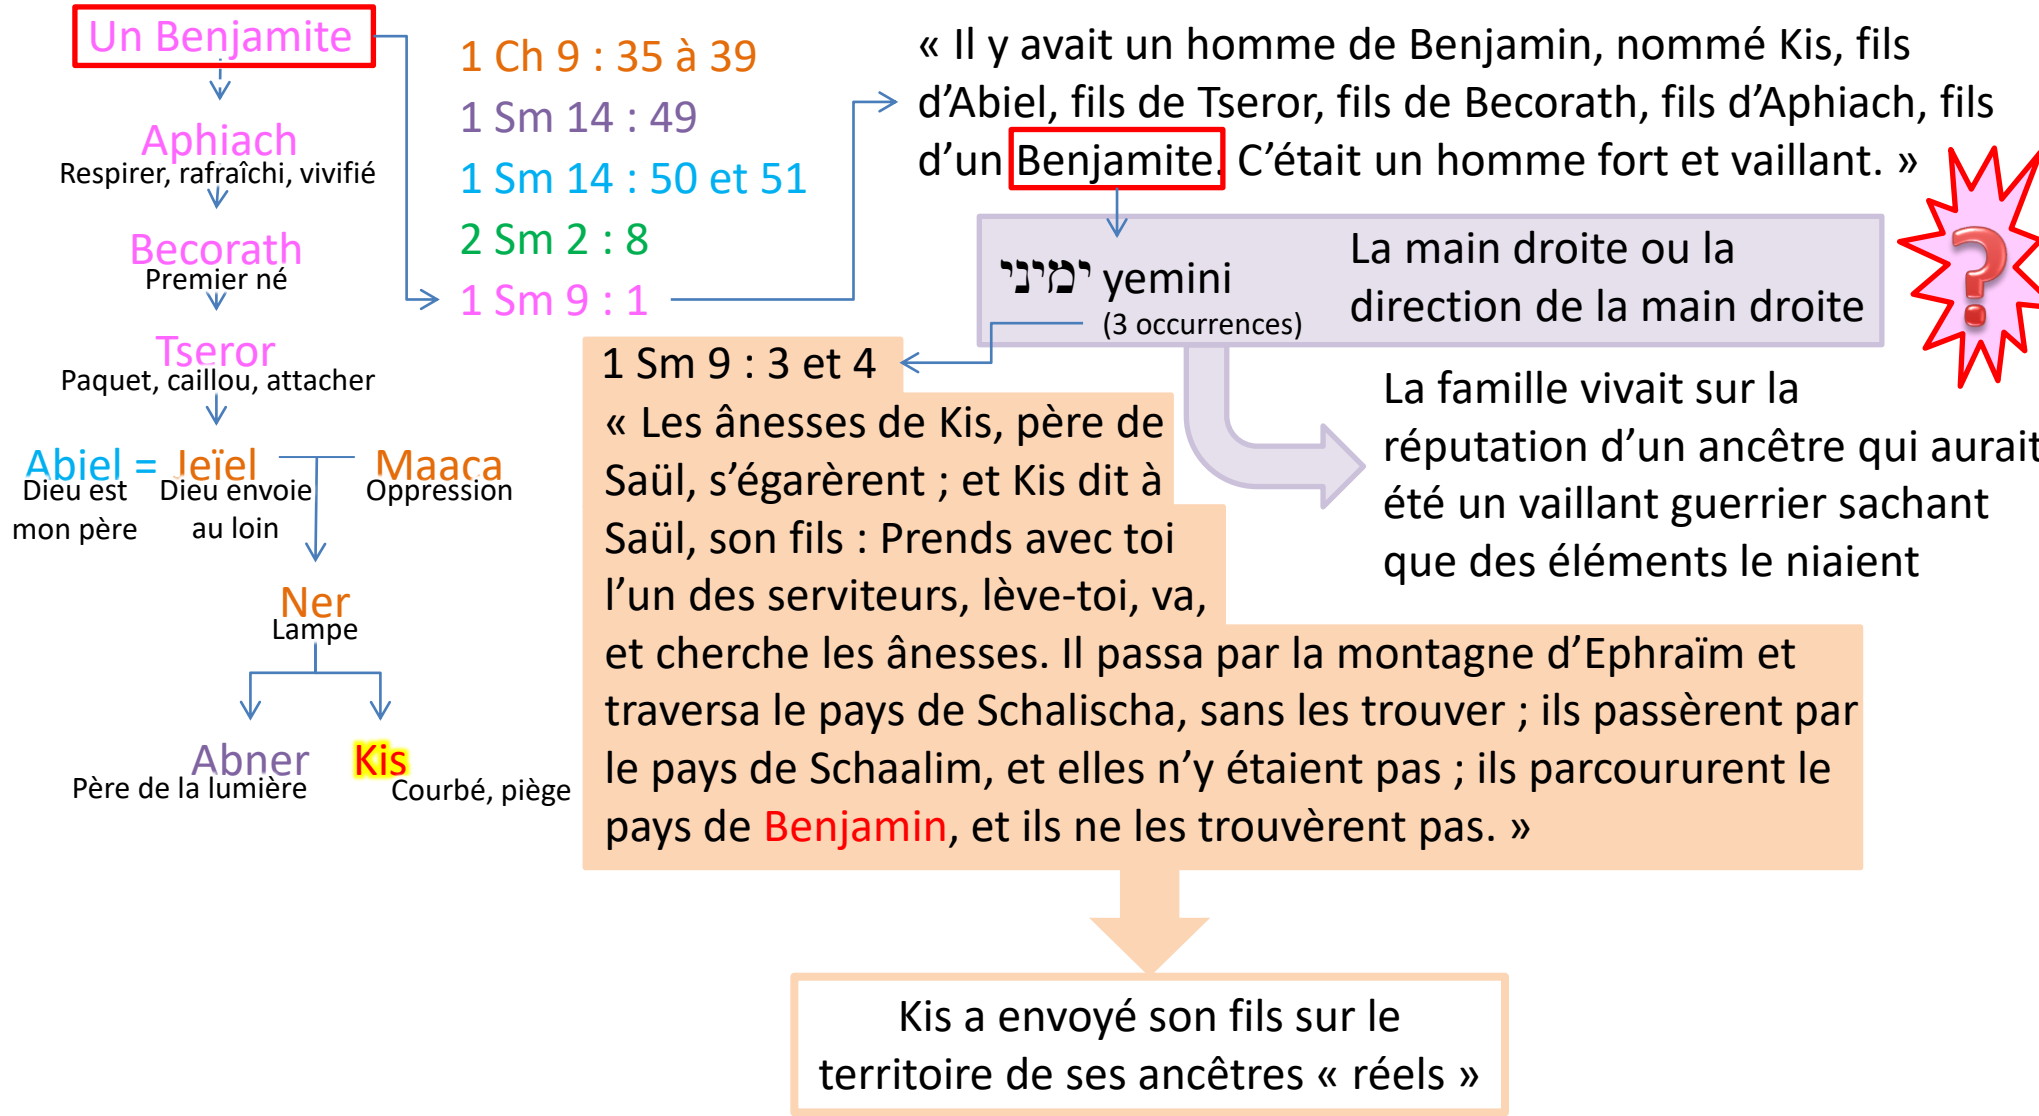 Un Benjamite
Aphiach
Respirer, rafraîchi, vivifié
Becorath
Premier né
Tseror
Paquet, caillou, attacher
Abiel = Jeïel
Maaca
Dieu est
mon père
Dieu envoie
au loin
Oppression
Ner
Lampe
Abner
Père de la lumière
Kis
Courbé, piège
1 Ch 9 : 35 à 39
1 Sm 14 : 49
1 Sm 14 : 50 et 51
2 Sm 2 : 8
1 Sm 9 : 1
« Il y avait un homme de Benjamin, nommé Kis, fils
d’Abiel, fils de Tseror, fils de Becorath, fils d’Aphiach, fils
d’un Benjamite. C’était un homme fort et vaillant. »
ימיני yemini
(3 occurrences)
La main droite ou la
direction de la main droite
?
La famille vivait sur la
réputation d’un ancêtre qui aurait
été un vaillant guerrier sachant
que des éléments le niaient
1 Sm 9 : 3 et 4
« Les ânesses de Kis, père de
Saül, s’égarèrent ; et Kis dit à
Saül, son fils : Prends avec toi
l’un des serviteurs, lève-toi, va,
et cherche les ânesses. Il passa par la montagne d’Ephraïm et
traversa le pays de Schalischa, sans les trouver ; ils passèrent par
le pays de Schaalim, et elles n’y étaient pas ; ils parcoururent le
pays de Benjamin, et ils ne les trouvèrent pas. »
Kis a envoyé son fils sur le
territoire de ses ancêtres « réels »